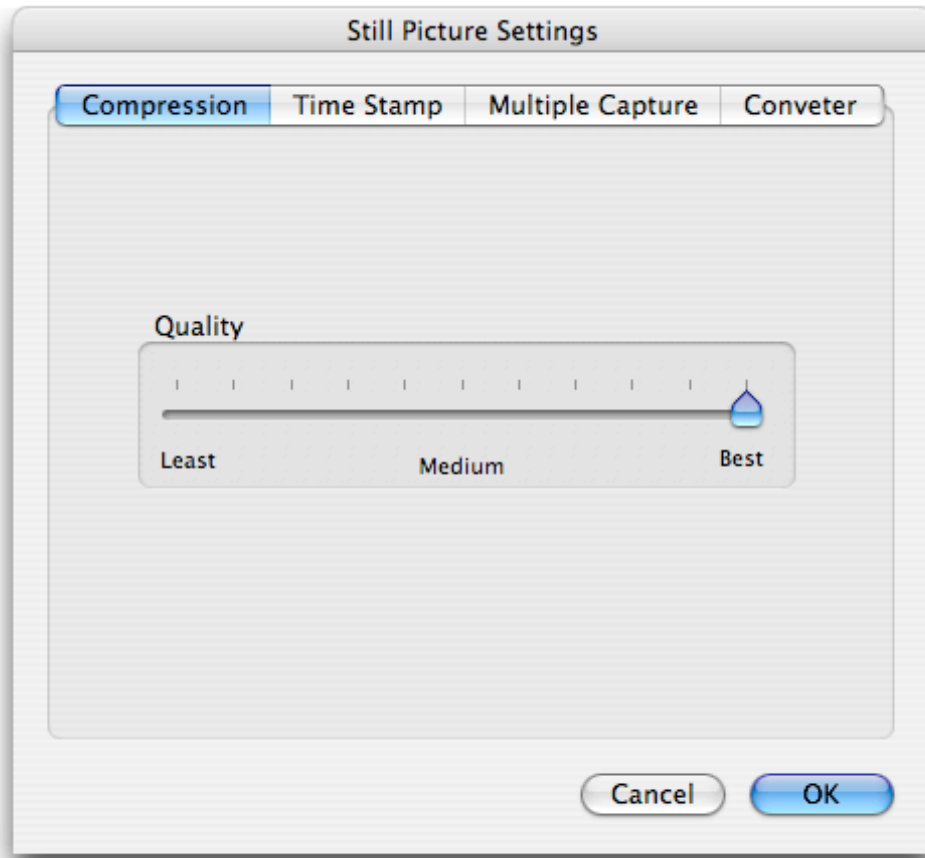 Still Picture Settings
Compression Time Stamp Multiple Capture Conveter
Quality
Least Medium Best
Cancel OK